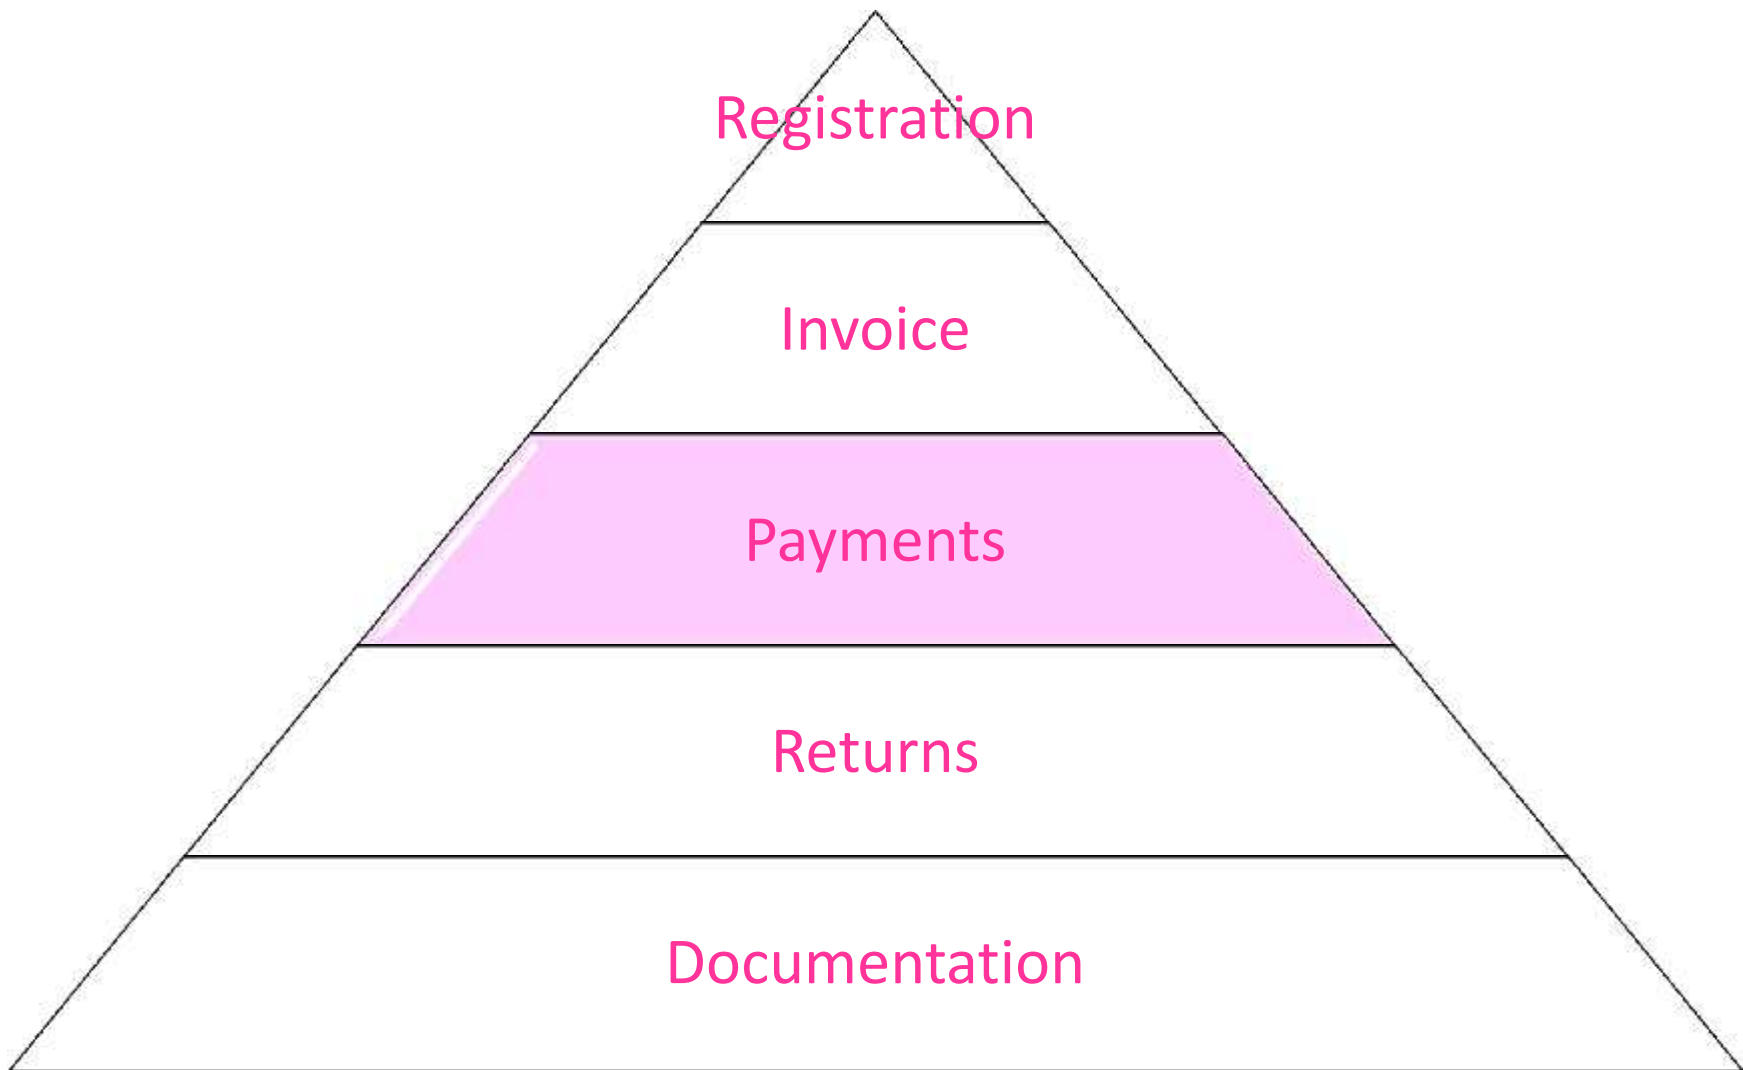 Registration
Invoice
Payments
Returns
Documentation